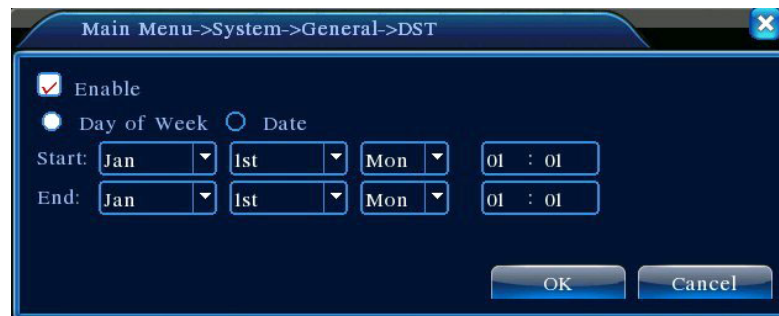 Main Menu->System->General->DST
Enable
Day of Week Date
Start: Jan 1st Mon 01 : 01
End: Jan 1st Mon 01 : 01
OK Cancel